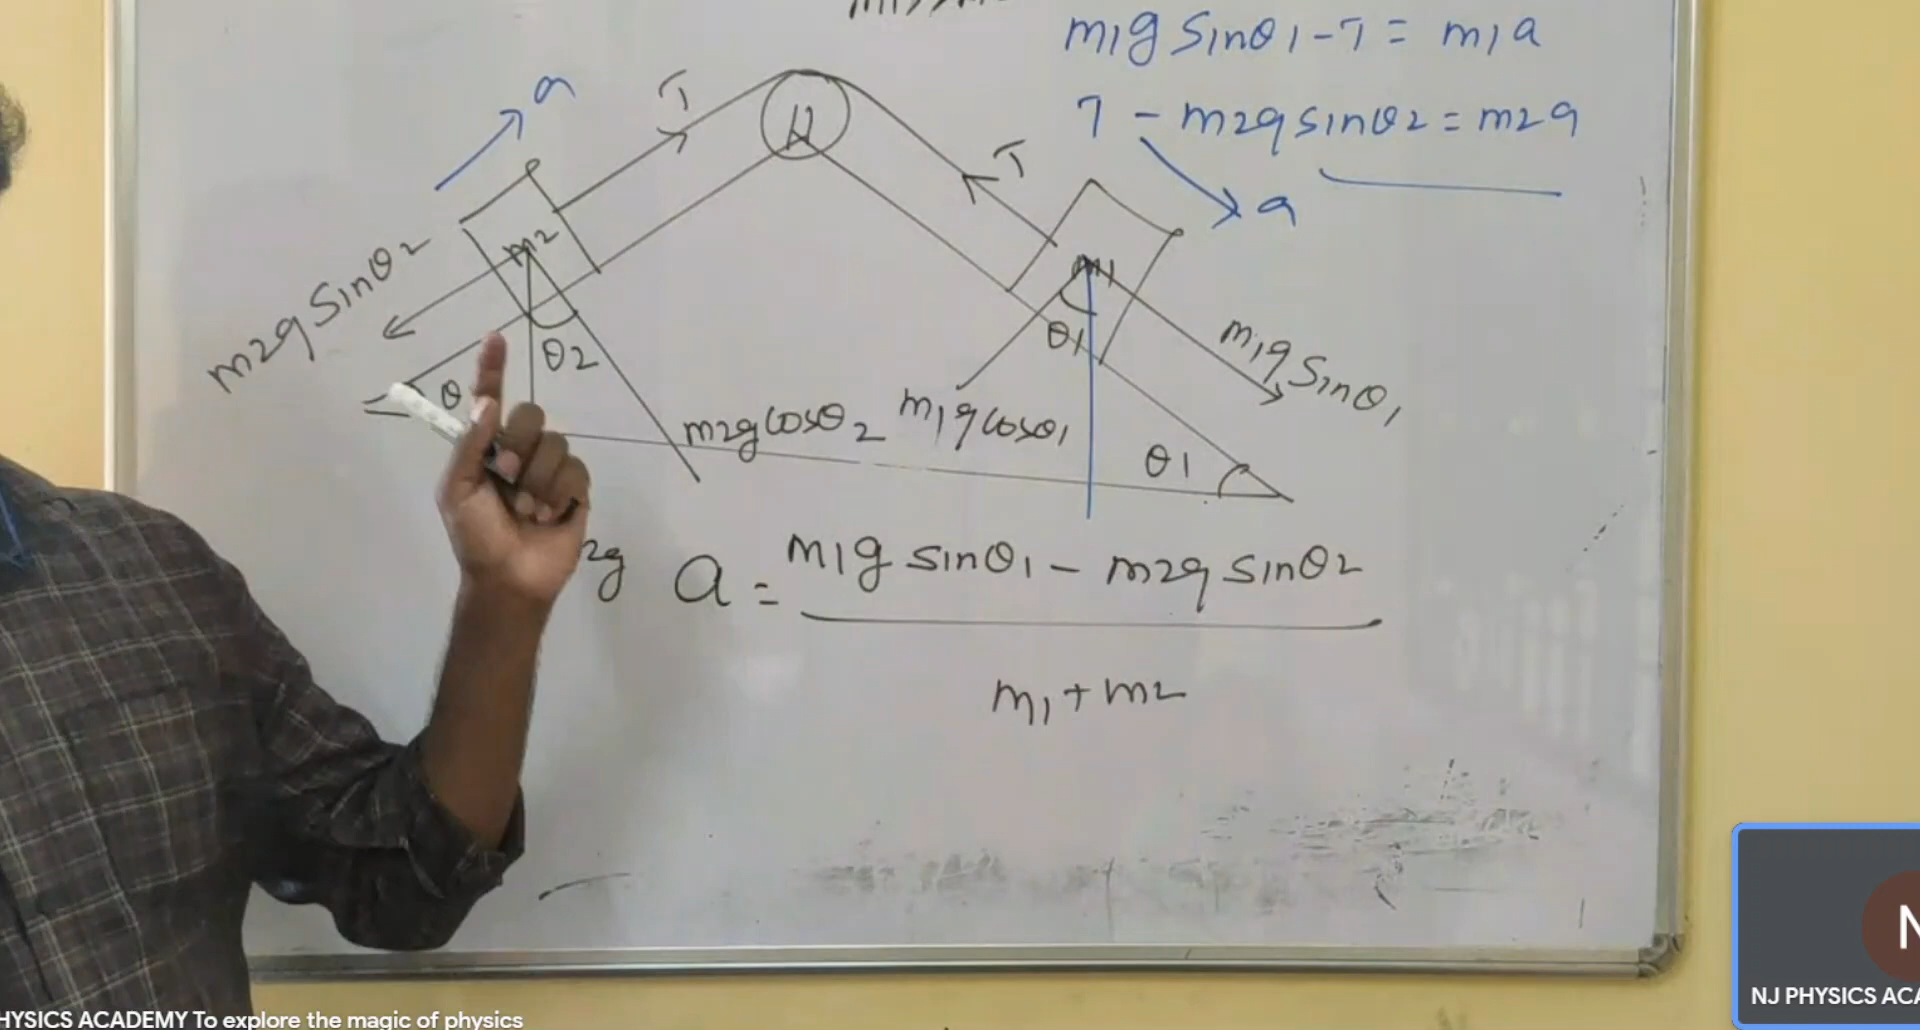 m1g Sinθ1 - T = m1a
T - m2g sinθ2 = m2a
a
a
T
T
m2
m1
m2g Sinθ2
θ2
θ
θ1
m1g Sinθ1
m2g cosθ2
m1g cosθ1
θ1
2g
a = m1g sinθ1 - m2g sinθ2
m1 + m2
N
NJ PHYSICS ACA
HYSICS ACADEMY To explore the magic of physics